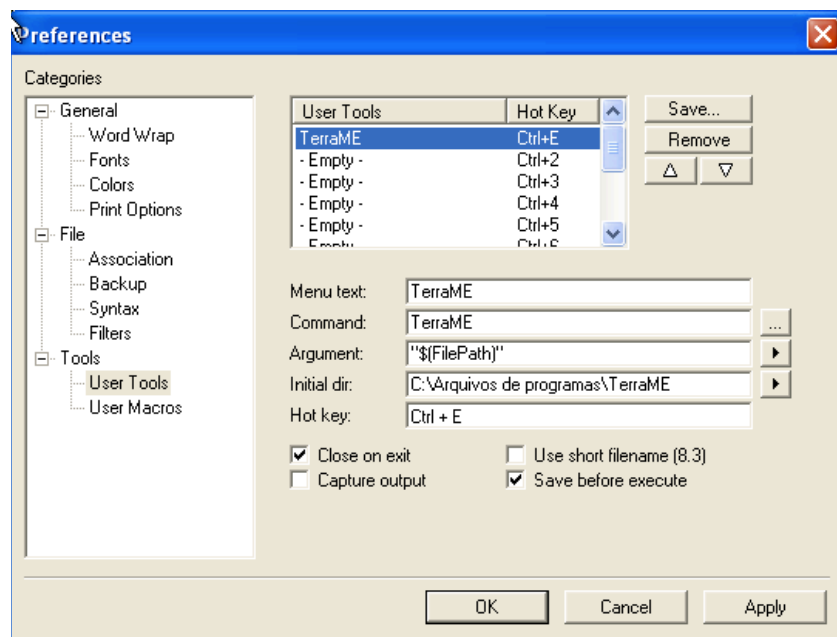 Preferences
Categories
General
Word Wrap
Fonts
Colors
Print Options
File
Association
Backup
Syntax
Filters
Tools
User Tools
User Macros
User Tools Hot Key
TerraME Ctrl+E
- Empty - Ctrl+2
- Empty - Ctrl+3
- Empty - Ctrl+4
- Empty - Ctrl+5
- Empty - Ctrl+6
Save...
Remove
Menu text: TerraME
Command: TerraME ...
Argument: "$(FilePath)"
Initial dir: C:\Arquivos de programas\TerraME
Hot key: Ctrl + E
Close on exit Use short filename (8.3)
Capture output Save before execute
OK Cancel Apply